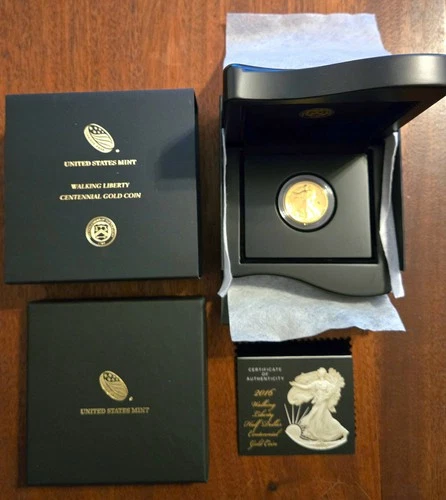 UNITED STATES MINT
WALKING LIBERTY
CENTENNIAL GOLD COIN
UNITED STATES MINT
CERTIFICATE
OF
AUTHENTICITY
2016
Walking
Liberty
Half Dollar
Centennial
Gold Coin